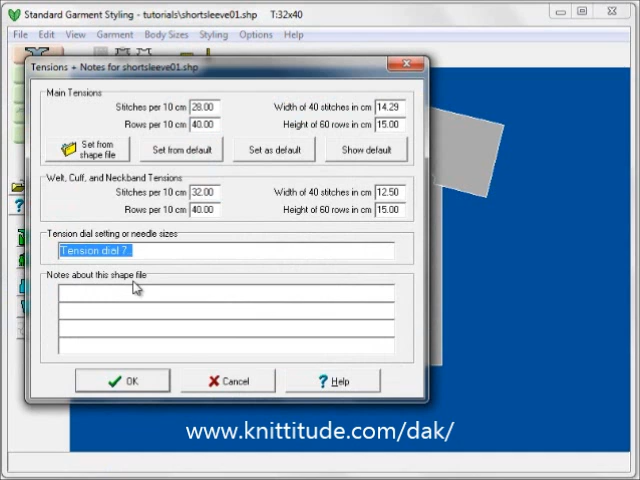 Standard Garment Styling - tutorials\shortsleeve01.shp T:32x40
File Edit View Garment Body Sizes Styling Options Help
Tensions + Notes for shortsleeve01.shp
Main Tensions
Stitches per 10 cm 28.00 Width of 40 stitches in cm 14.29
Rows per 10 cm 40.00 Height of 60 rows in cm 15.00
Set from shape file Set from default Set as default Show default
Welt, Cuff, and Neckband Tensions
Stitches per 10 cm 32.00 Width of 40 stitches in cm 12.50
Rows per 10 cm 40.00 Height of 60 rows in cm 15.00
Tension dial setting or needle sizes
Tension dial 7
Notes about this shape file
OK Cancel Help
www.knittitude.com/dak/